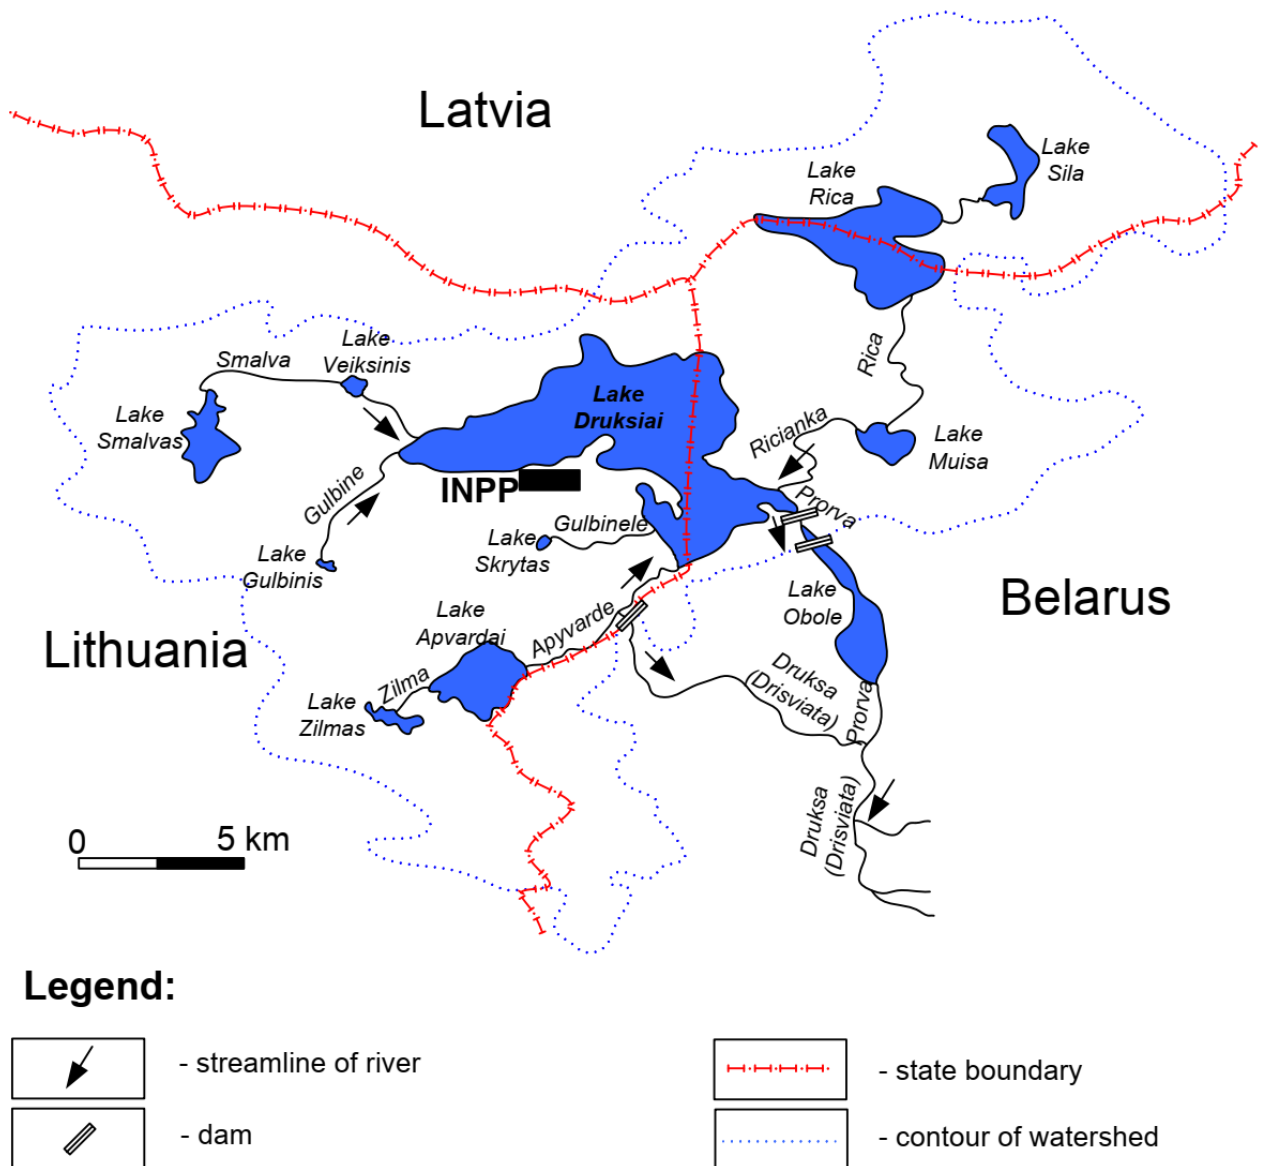 Latvia
Lake
Sila
Lake
Rica
Rica
Lake
Veiksinis
Smalva
Lake
Smalvas
Lake
Druksiai
Ricianka
Lake
Muisa
Gulbine
INPP
Prorva
Gulbinele
Lake
Skrytas
Lake
Gulbinis
Lake
Obole
Belarus
Lithuania
Lake
Apvardai
Apyvarde
Zilma
Lake
Zilmas
Druksa
(Drisviata)
Prorva
Druksa
(Drisviata)
0 5 km
Legend:
- streamline of river
- state boundary
- dam
- contour of watershed